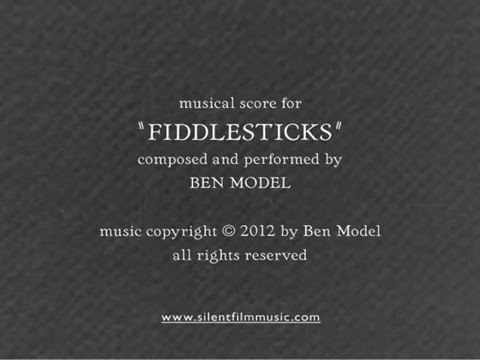 musical score for
"FIDDLESTICKS"
composed and performed by
BEN MODEL
music copyright © 2012 by Ben Model
all rights reserved
www.silentfilmmusic.com